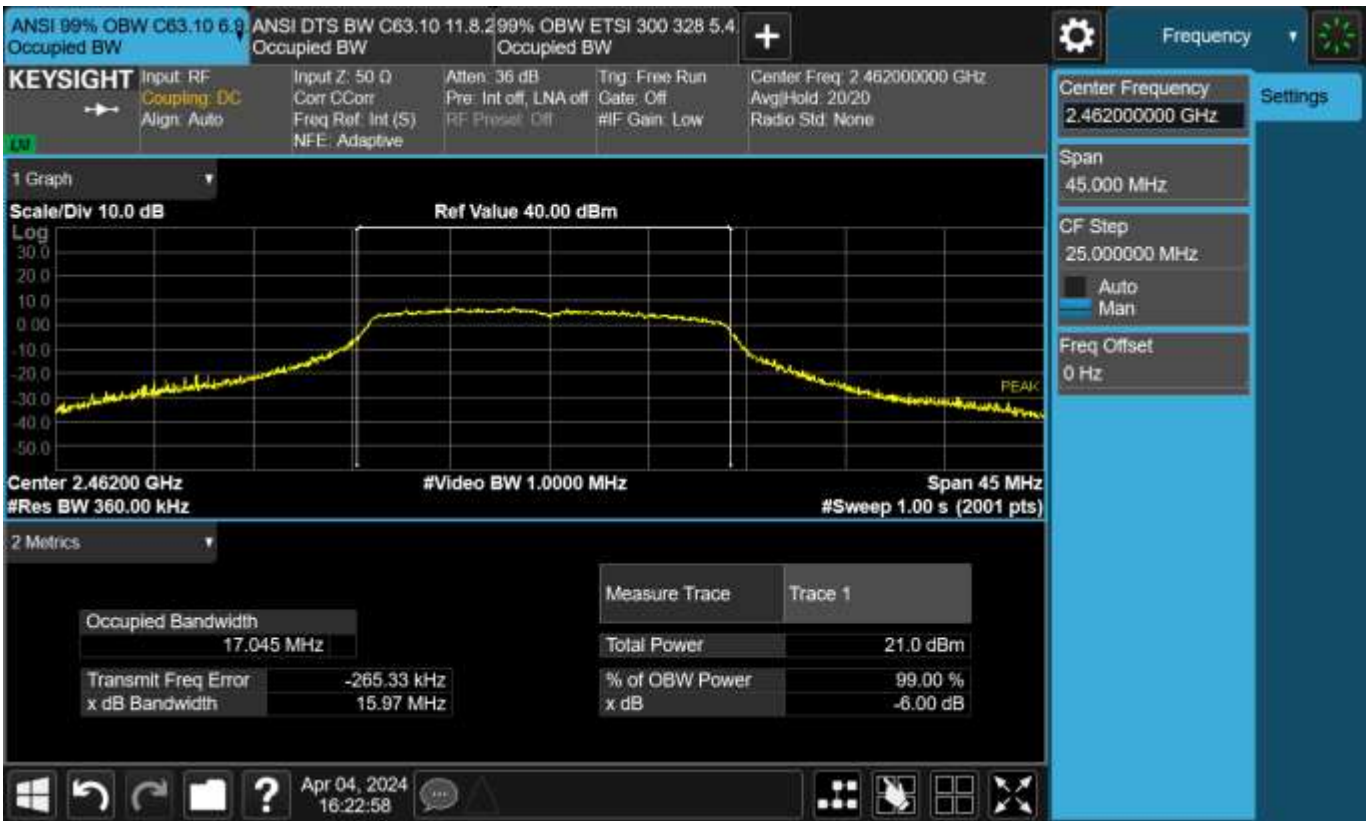 ANSI 99% OBW C63.10 6.9
Occupied BW
ANSI DTS BW C63.10 11.8.2
Occupied BW
99% OBW ETSI 300 328 5.4
Occupied BW
Frequency
KEYSIGHT
Input: RF
Coupling: DC
Align: Auto
Input Z: 50 Ω
Corr CCorr
Freq Ref: Int (S)
NFE: Adaptive
Atten: 36 dB
Pre: Int off, LNA off
RF Presel: Off
Trig: Free Run
Gate: Off
#IF Gain: Low
Center Freq: 2.462000000 GHz
Avg|Hold: 20/20
Radio Std: None
Center Frequency
2.462000000 GHz
Settings
Span
45.000 MHz
CF Step
25.000000 MHz
Auto
Man
Freq Offset
0 Hz
1 Graph
Scale/Div 10.0 dB
Ref Value 40.00 dBm
Log
30.0
20.0
10.0
0.00
-10.0
-20.0
-30.0
-40.0
-50.0
PEAK
Center 2.46200 GHz
#Video BW 1.0000 MHz
Span 45 MHz
#Res BW 360.00 kHz
#Sweep 1.00 s (2001 pts)
2 Metrics
Measure Trace
Trace 1
Occupied Bandwidth
17.045 MHz
Total Power
21.0 dBm
Transmit Freq Error
-265.33 kHz
% of OBW Power
99.00 %
x dB Bandwidth
15.97 MHz
x dB
-6.00 dB
?
Apr 04, 2024
16:22:58